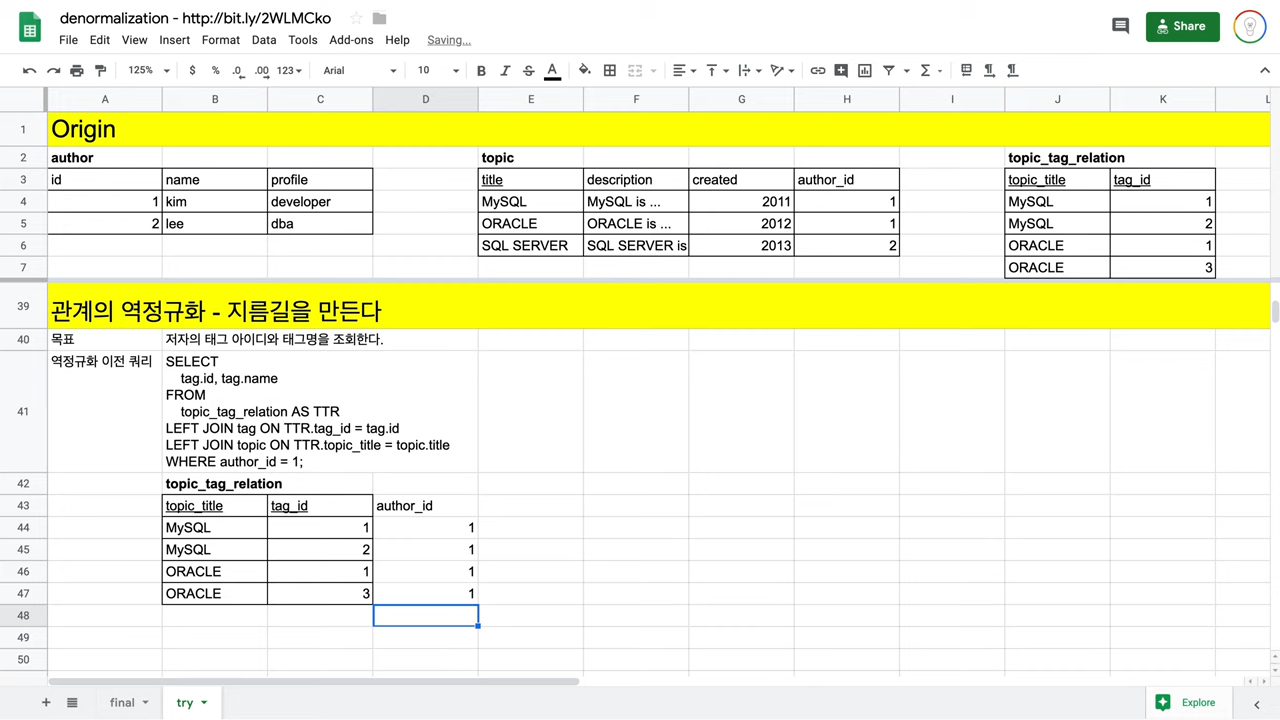 denormalization - http://bit.ly/2WLMCko
File Edit View Insert Format Data Tools Add-ons Help Saving...
Share
125% $ % .0 .00 123 Arial 10 B I S A
A B C D E F G H I J K L
1 Origin
2 author topic topic_tag_relation
3 id name profile title description created author_id topic_title tag_id
4 1 kim developer MySQL MySQL is ... 2011 1 MySQL 1
5 2 lee dba ORACLE ORACLE is ... 2012 1 MySQL 2
6 SQL SERVER SQL SERVER is 2013 2 ORACLE 1
7 ORACLE 3
39 관계의 역정규화 - 지름길을 만든다
40 목표 저자의 태그 아이디와 태그명을 조회한다.
41 역정규화 이전 쿼리 SELECT
tag.id, tag.name
FROM
topic_tag_relation AS TTR
LEFT JOIN tag ON TTR.tag_id = tag.id
LEFT JOIN topic ON TTR.topic_title = topic.title
WHERE author_id = 1;
42 topic_tag_relation
43 topic_title tag_id author_id
44 MySQL 1 1
45 MySQL 2 1
46 ORACLE 1 1
47 ORACLE 3 1
48
49
50
final try Explore